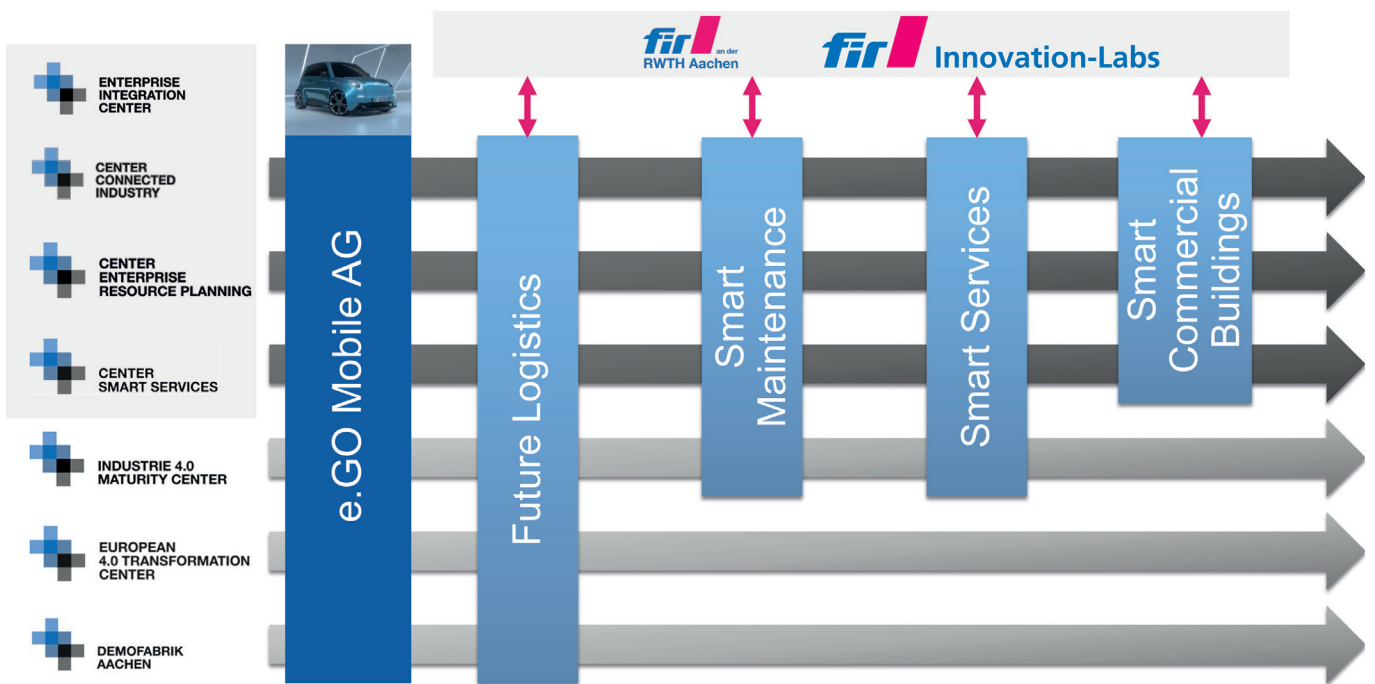 fir
an der
RWTH Aachen
fir Innovation-Labs
ENTERPRISE
INTEGRATION
CENTER
CENTER
CONNECTED
INDUSTRY
CENTER
ENTERPRISE
RESOURCE PLANNING
CENTER
SMART SERVICES
INDUSTRIE 4.0
MATURITY CENTER
EUROPEAN
4.0 TRANSFORMATION
CENTER
DEMOFABRIK
AACHEN
e.GO Mobile AG
Future Logistics
Smart
Maintenance
Smart Services
Smart
Commercial
Buildings